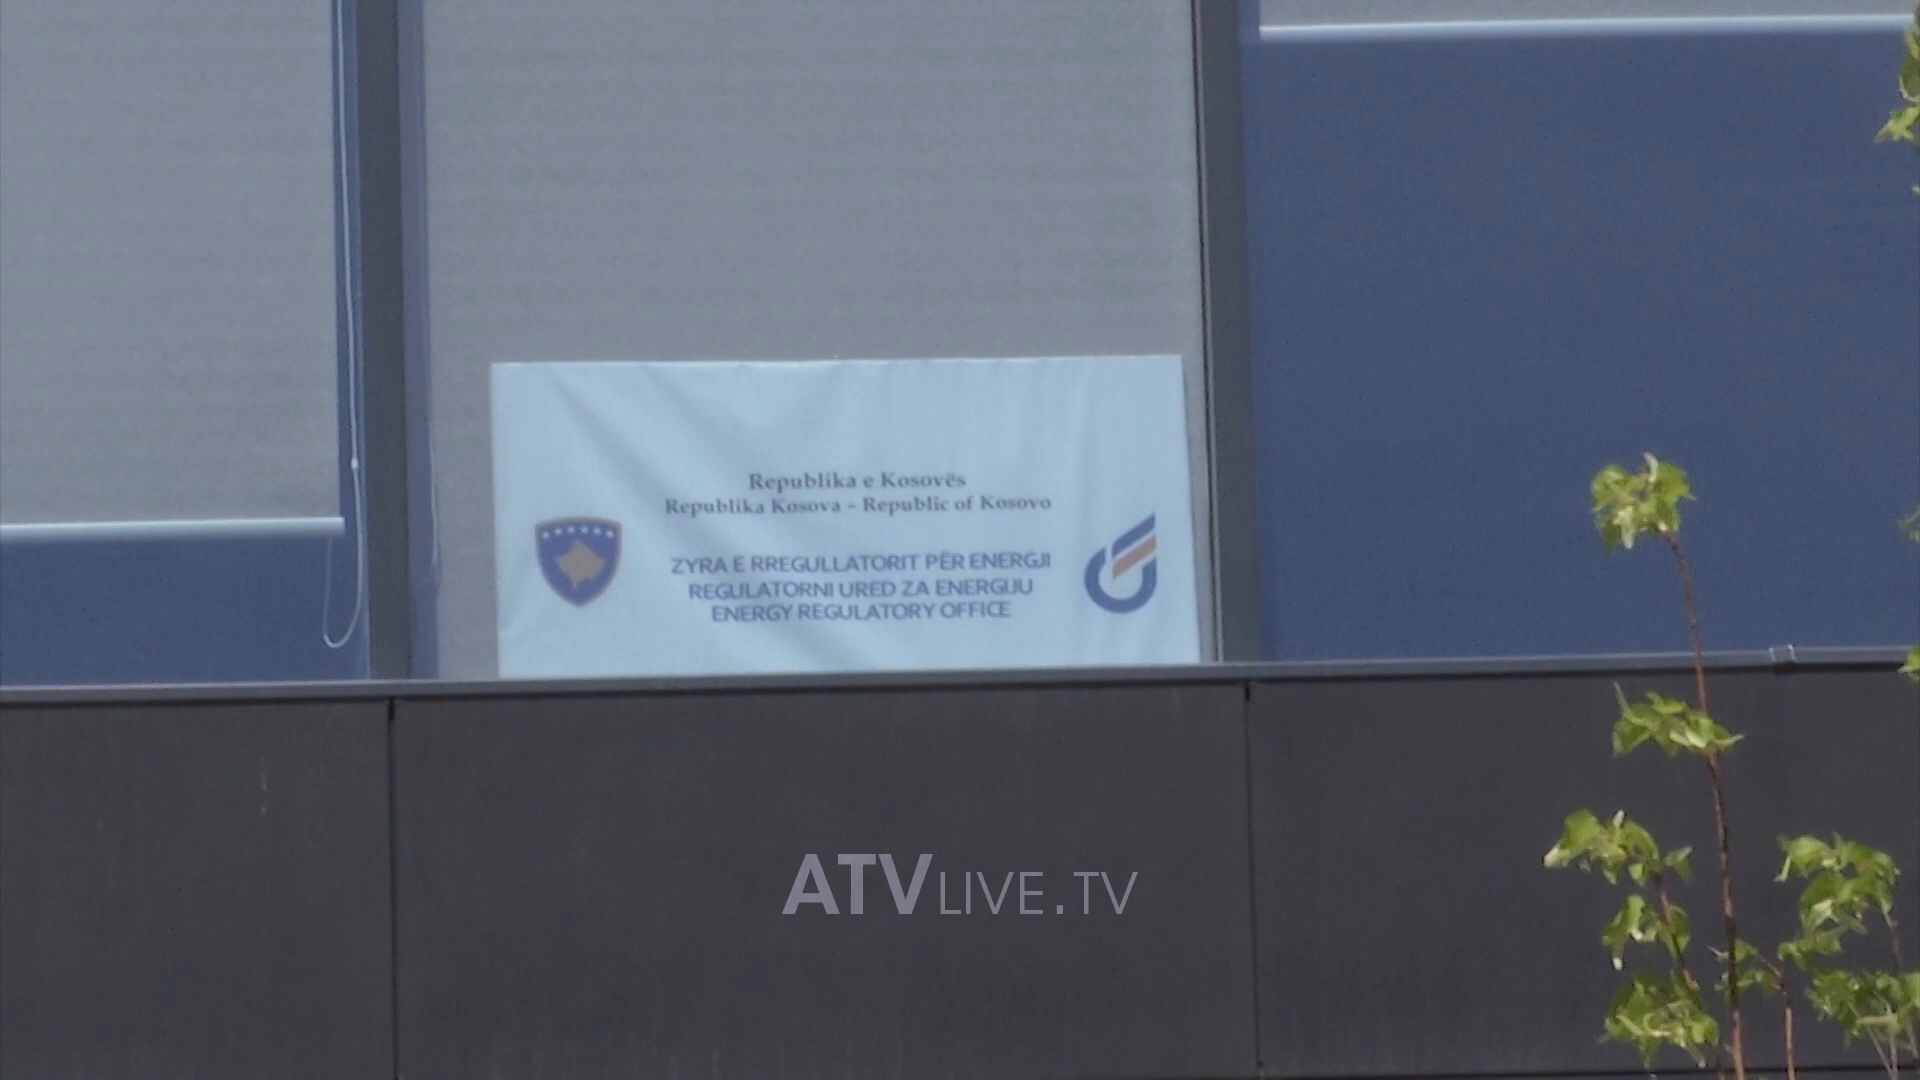 Republika e Kosovës
Republika Kosova – Republic of Kosovo
ZYRA E RREGULLATORIT PËR ENERGJI
REGULATORNI URED ZA ENERGIJU
ENERGY REGULATORY OFFICE
ATVLIVE.TV